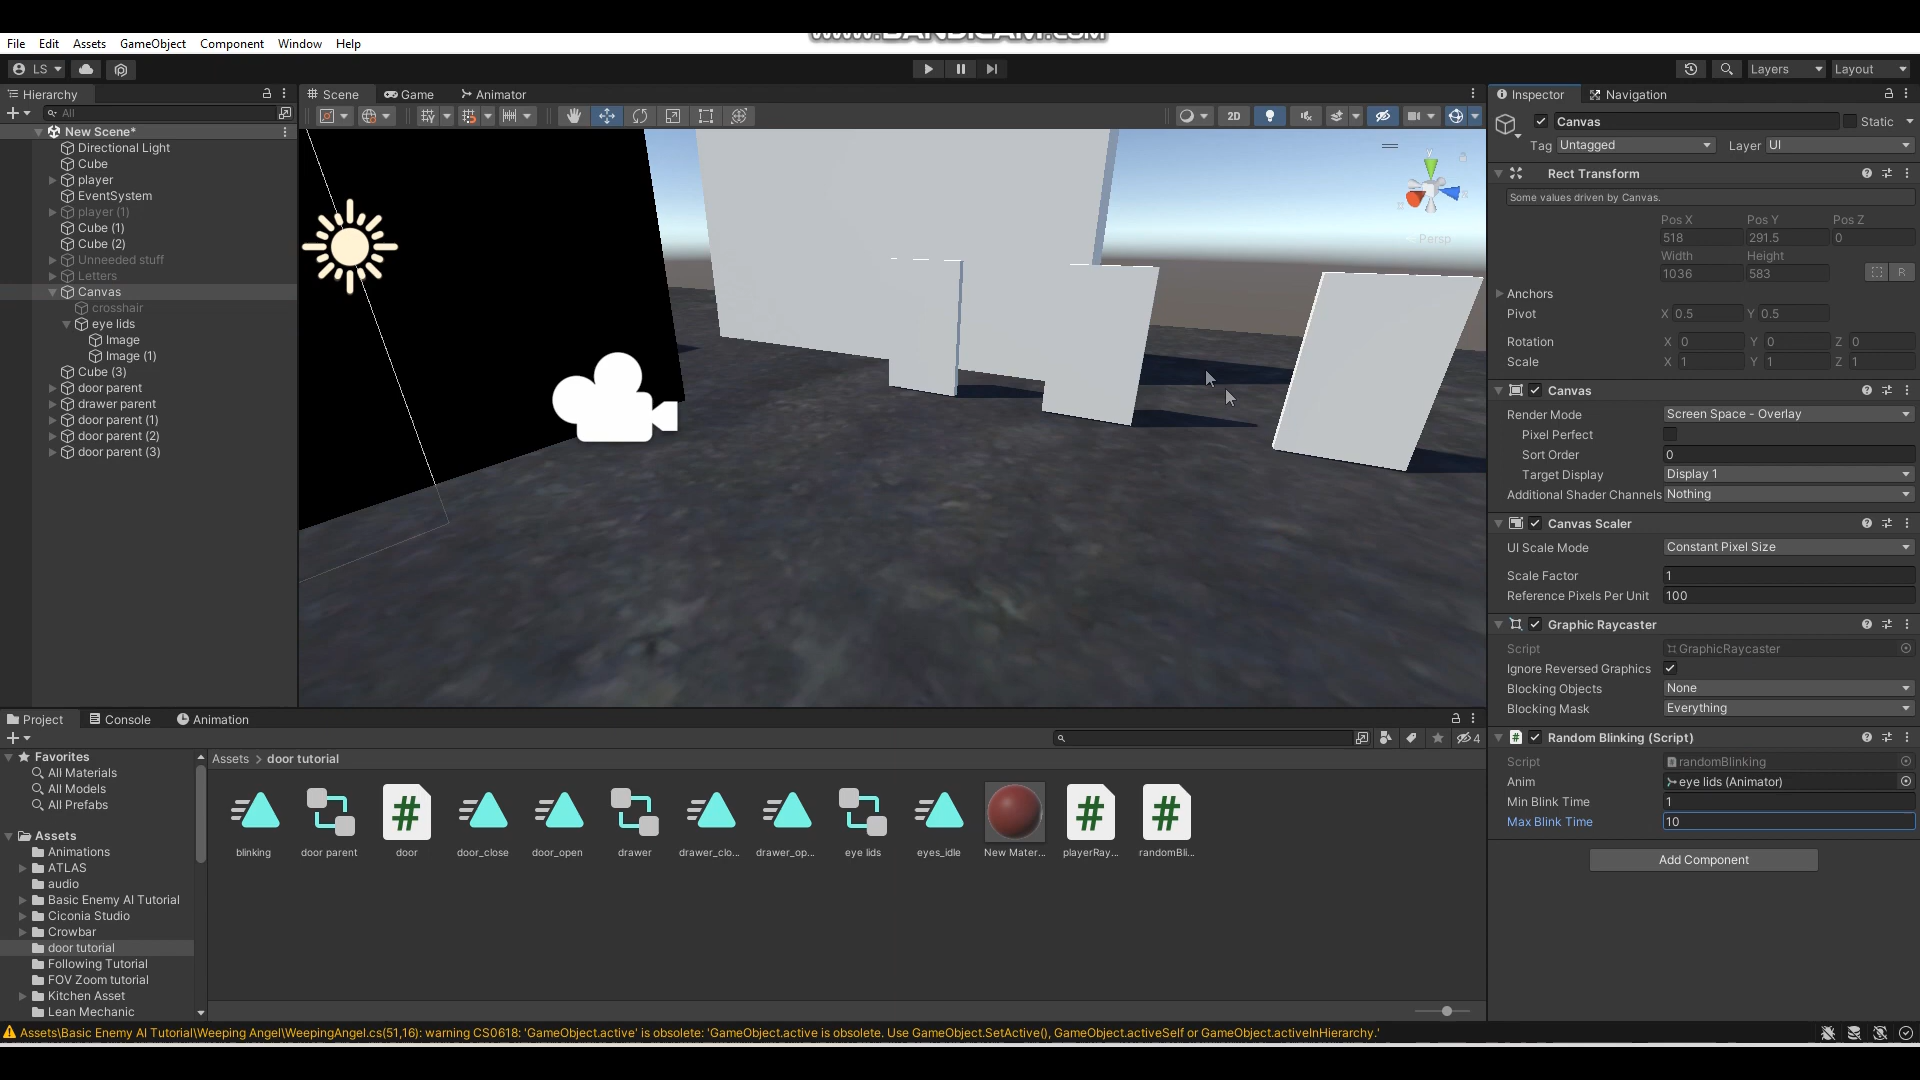 www.BANDICAM.com
File Edit Assets GameObject Component Window Help
LS Layers Layout
Hierarchy Scene Game Animator Inspector Navigation
All 2D Canvas Static
New Scene* Tag Untagged Layer UI
Directional Light
Cube Rect Transform
player Some values driven by Canvas.
EventSystem
player (1) Pos X Pos Y Pos Z
Cube (1) 518 291.5 0
Cube (2) Persp Width Height
Unneeded stuff 1036 583 R
Letters
Canvas Anchors
crosshair Pivot X 0.5 Y 0.5
eye lids
Image Rotation X 0 Y 0 Z 0
Image (1) Scale X 1 Y 1 Z 1
Cube (3)
door parent Canvas
drawer parent Render Mode Screen Space - Overlay
door parent (1) Pixel Perfect
door parent (2) Sort Order 0
door parent (3) Target Display Display 1
Additional Shader Channels Nothing
Canvas Scaler
UI Scale Mode Constant Pixel Size
Scale Factor 1
Reference Pixels Per Unit 100
Graphic Raycaster
Script GraphicRaycaster
Ignore Reversed Graphics
Blocking Objects None
Blocking Mask Everything
Project Console Animation
Random Blinking (Script)
4
Script randomBlinking
Anim eye lids (Animator)
Min Blink Time 1
Max Blink Time 10
Add Component
Favorites Assets > door tutorial
All Materials
All Models
All Prefabs
Assets
Animations
ATLAS
audio
Basic Enemy AI Tutorial
Ciconia Studio
Crowbar
door tutorial
Following Tutorial
FOV Zoom tutorial
Kitchen Asset
Lean Mechanic
blinking door parent door door_close door_open drawer drawer_clo... drawer_op... eye lids eyes_idle New Mater... playerRay... randomBli...
Assets\Basic Enemy AI Tutorial\Weeping Angel\WeepingAngel.cs(51,16): warning CS0618: 'GameObject.active' is obsolete: 'GameObject.active is obsolete. Use GameObject.SetActive(), GameObject.activeSelf or GameObject.activeInHierarchy.'